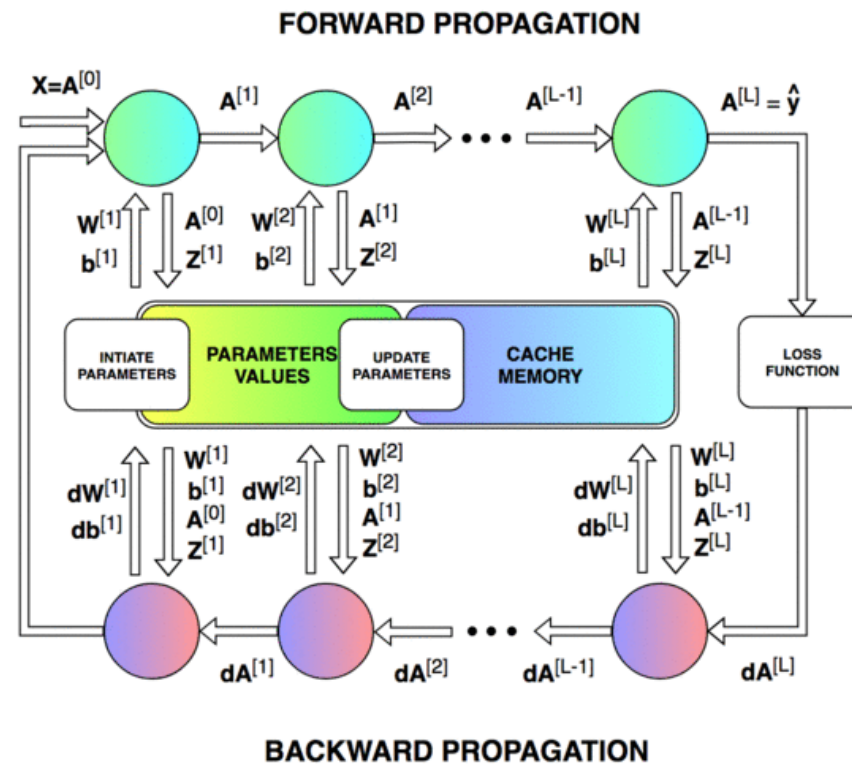 FORWARD PROPAGATION
X=A[0]
A[1]
A[2]
A[L-1]
A[L] = ŷ
W[1]
b[1]
A[0]
Z[1]
W[2]
b[2]
A[1]
Z[2]
W[L]
b[L]
A[L-1]
Z[L]
INTIATE
PARAMETERS
PARAMETERS
VALUES
UPDATE
PARAMETERS
CACHE
MEMORY
LOSS
FUNCTION
dW[1]
db[1]
W[1]
b[1]
A[0]
Z[1]
dW[2]
db[2]
W[2]
b[2]
A[1]
Z[2]
dW[L]
db[L]
W[L]
b[L]
A[L-1]
Z[L]
dA[1]
dA[2]
dA[L-1]
dA[L]
BACKWARD PROPAGATION